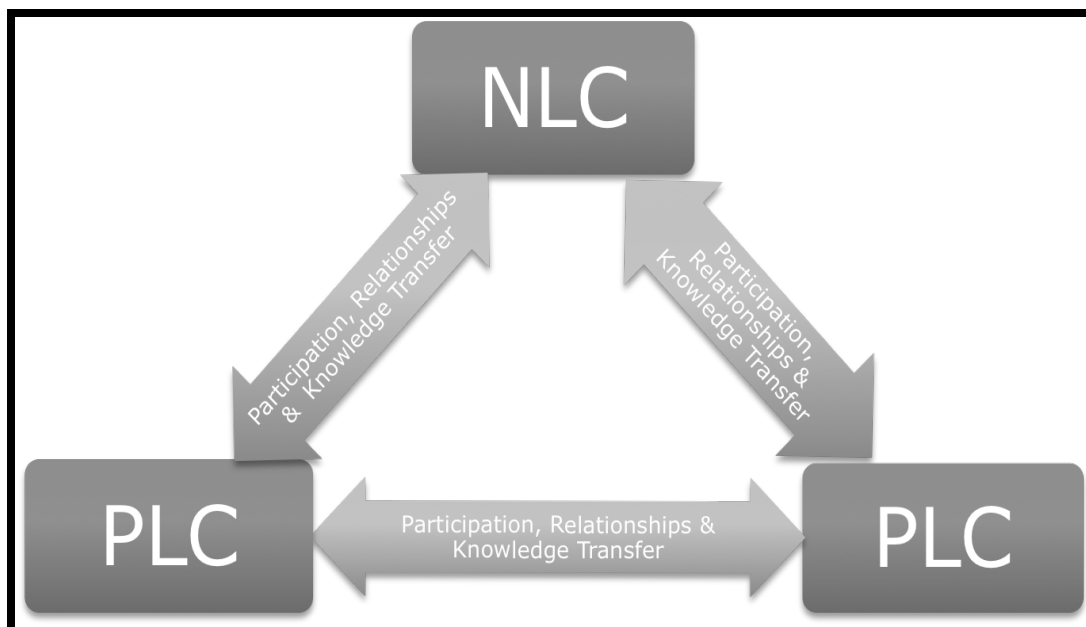 NLC
Participation, Relationships
& Knowledge Transfer
Participation,
Relationships &
Knowledge Transfer
PLC
Participation, Relationships &
Knowledge Transfer
PLC